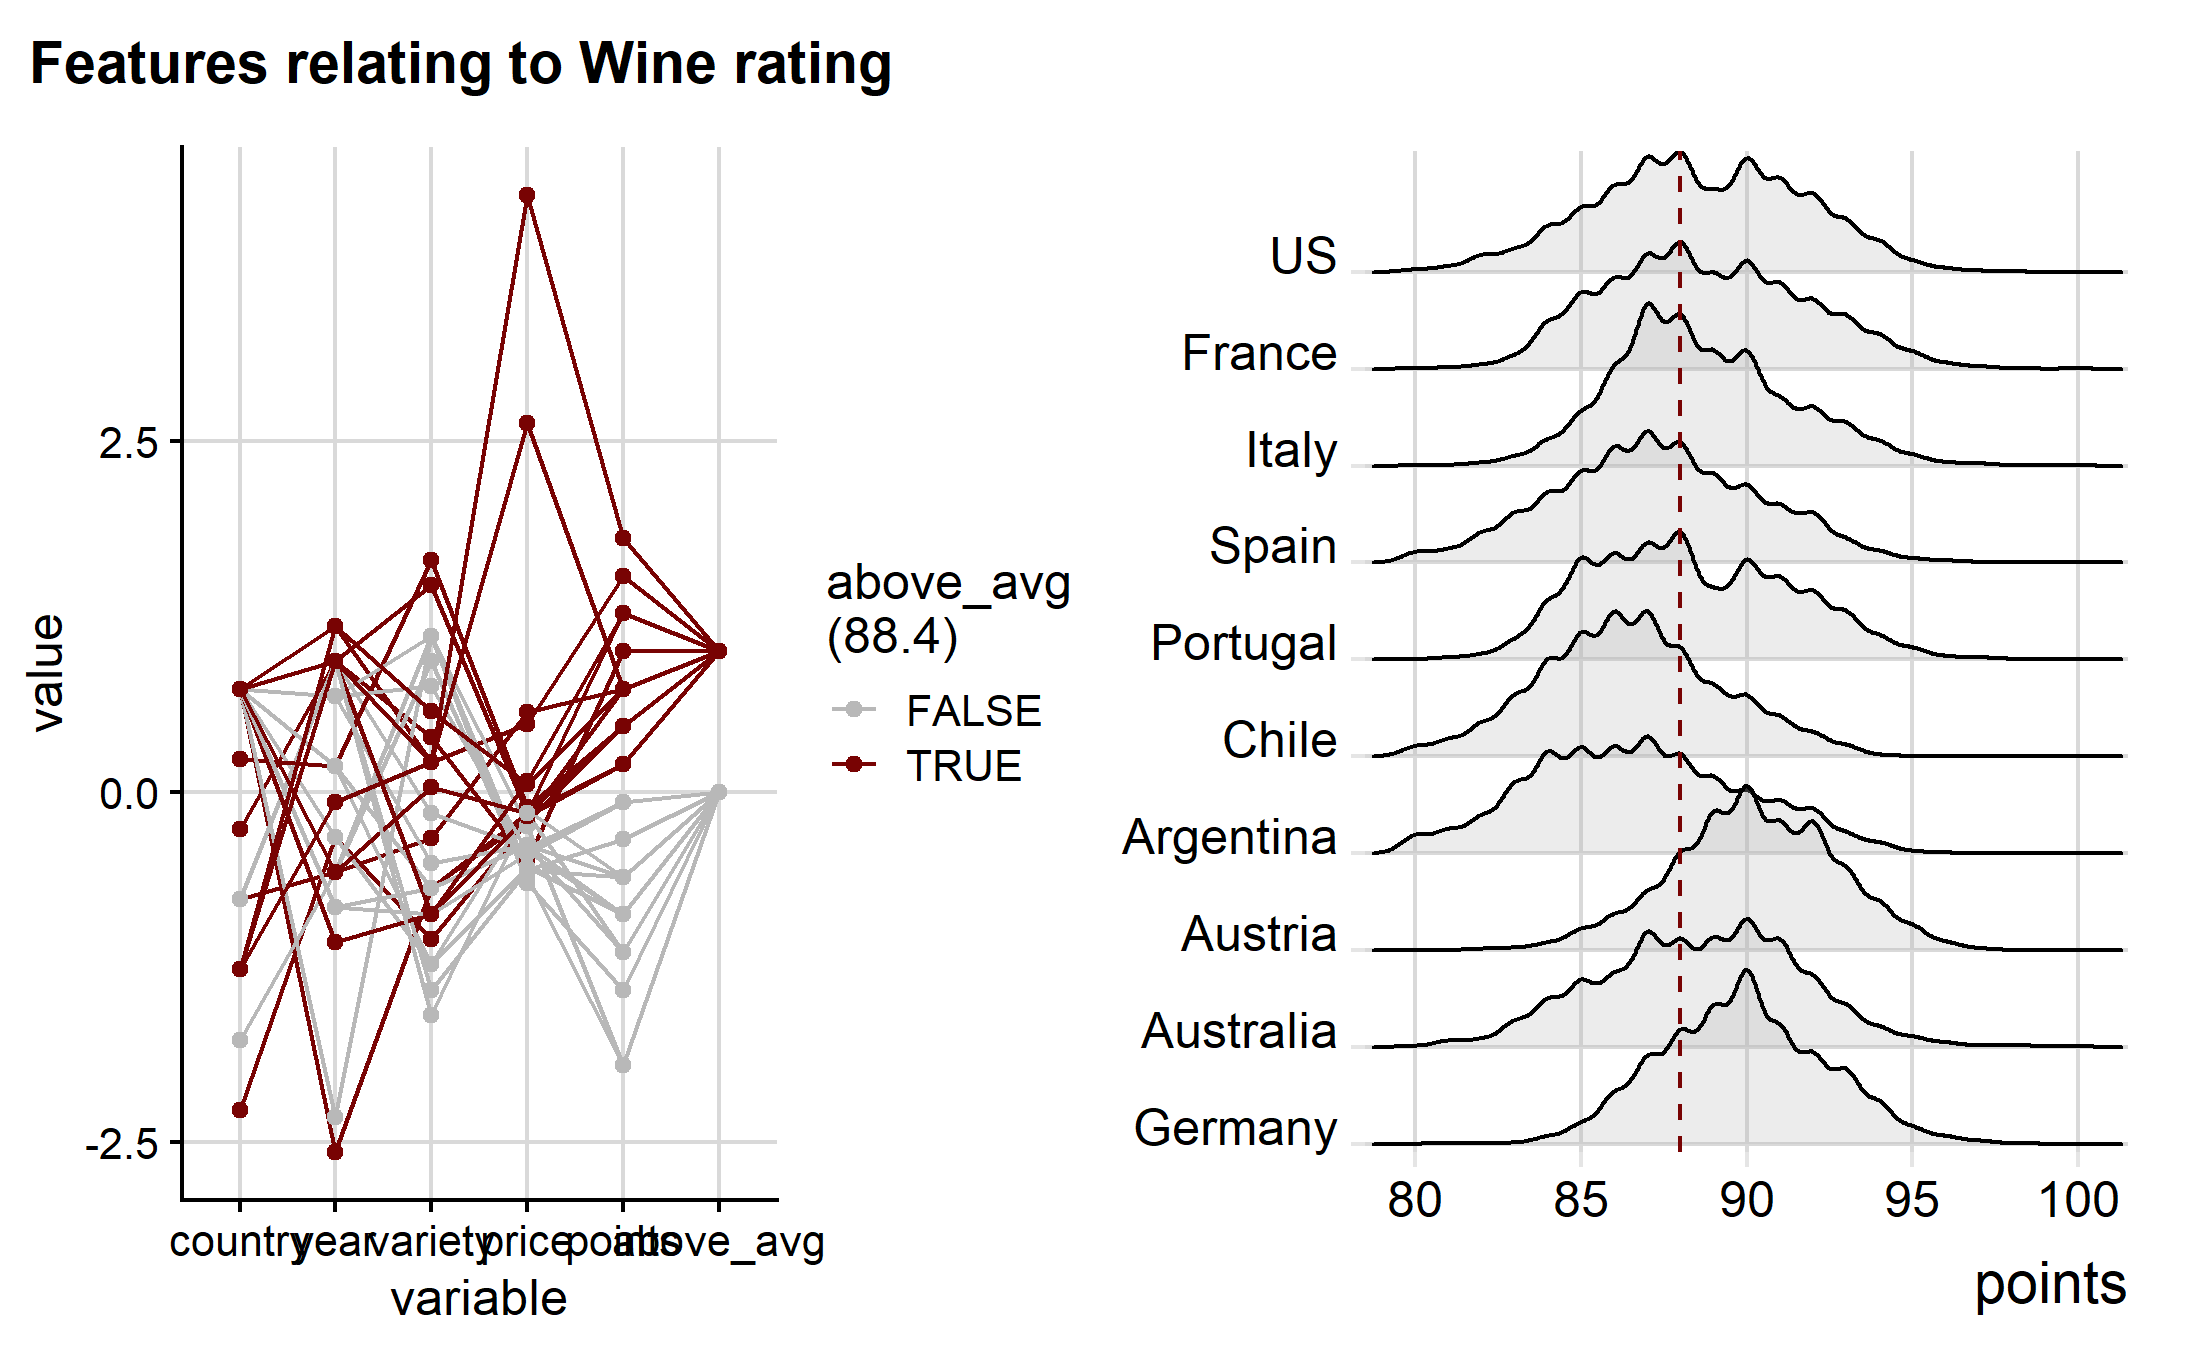 Features relating to Wine rating
value
2.5
0.0
-2.5
country
year
variety
price
points
above_avg
variable
above_avg
(88.4)
FALSE
TRUE
US
France
Italy
Spain
Portugal
Chile
Argentina
Austria
Australia
Germany
80 85 90 95 100
points